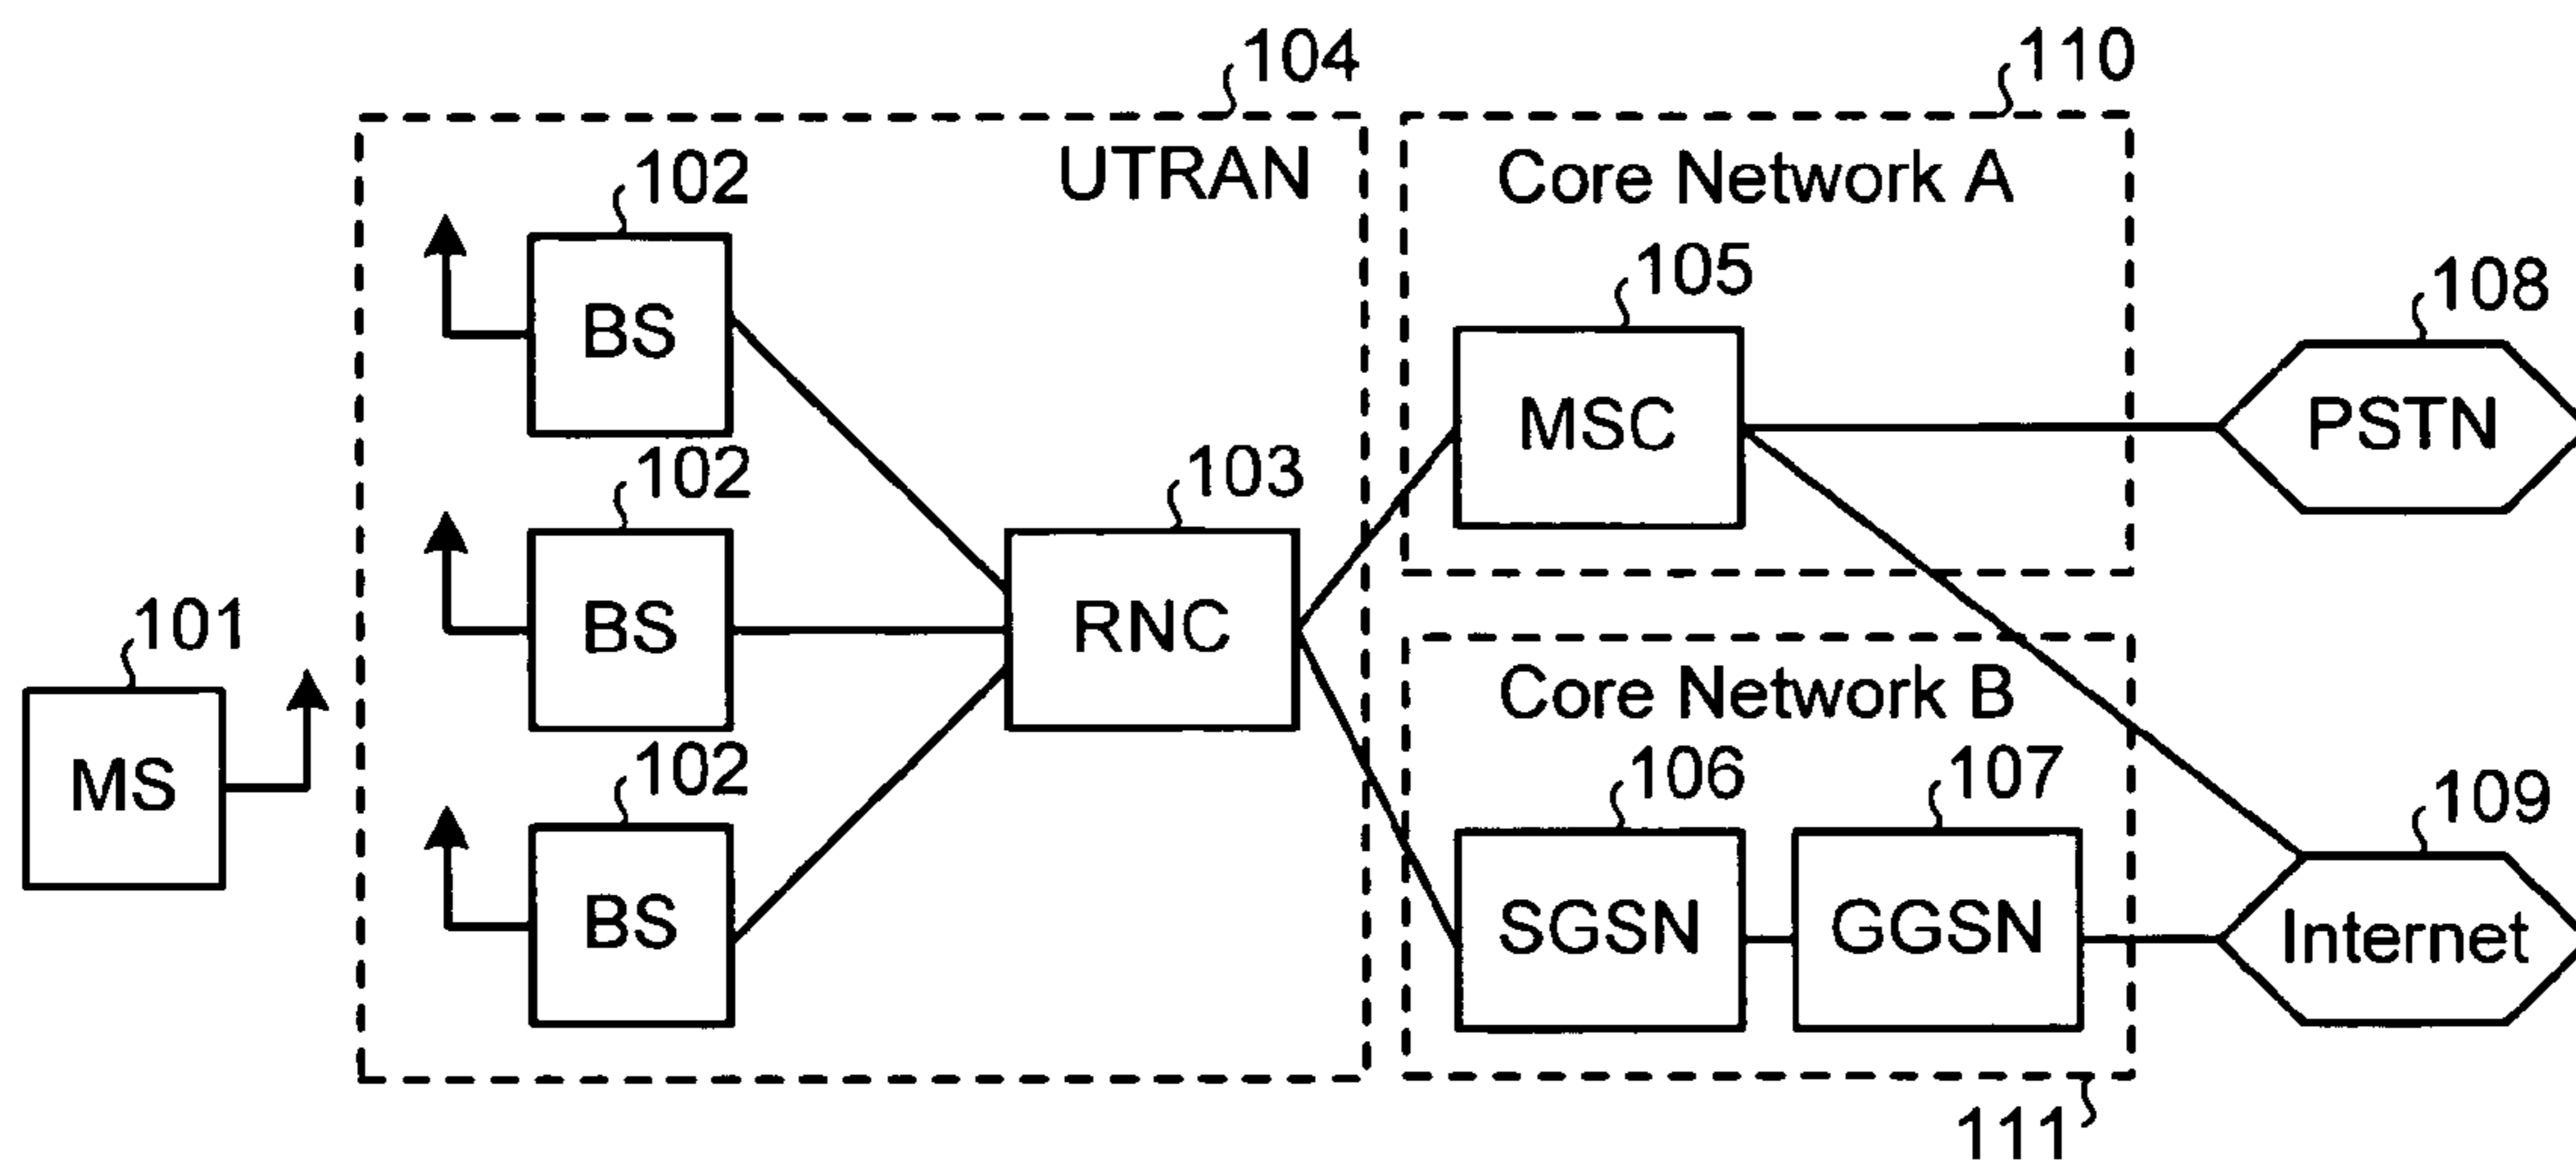 104
110
UTRAN
Core Network A
102
BS
105
MSC
108
PSTN
102
BS
103
RNC
101
MS
Core Network B
102
BS
106
SGSN
107
GGSN
109
Internet
111